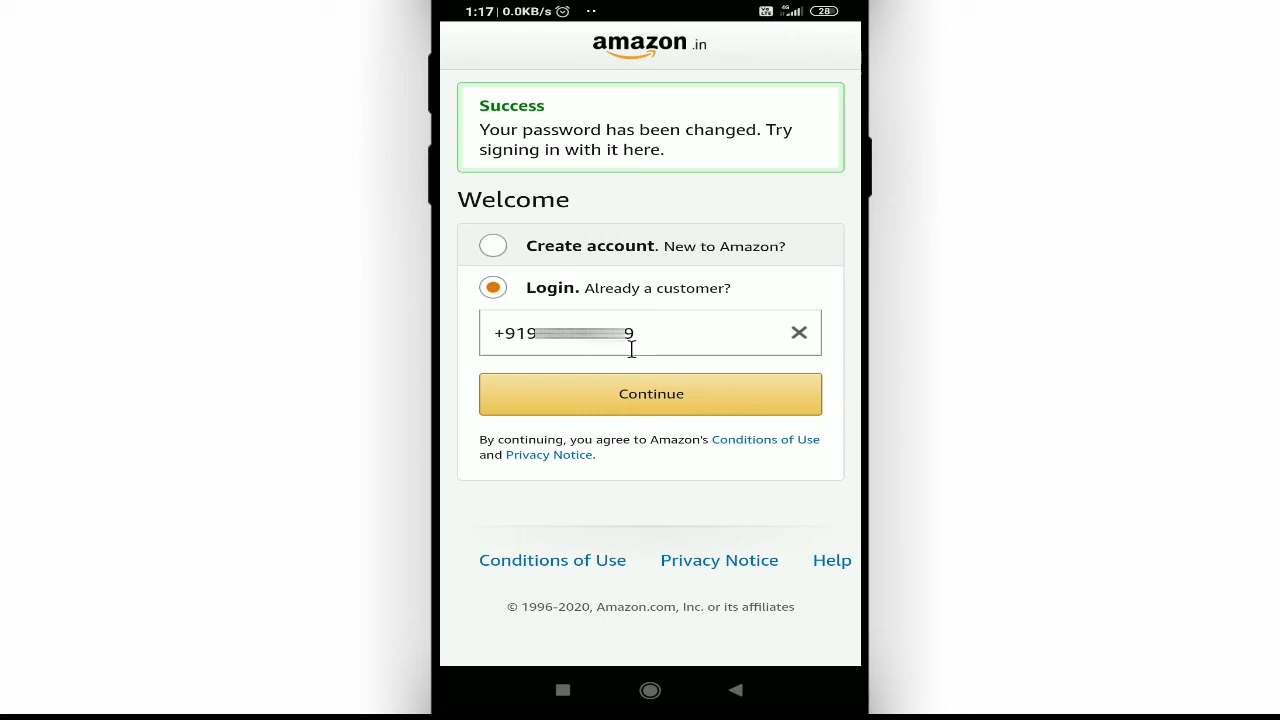 1:17 | 0.0KB/s
Vo LTE 4G 28
amazon.in
Success
Your password has been changed. Try
signing in with it here.
Welcome
Create account. New to Amazon?
Login. Already a customer?
+919 9
Continue
By continuing, you agree to Amazon's Conditions of Use
and Privacy Notice.
Conditions of Use Privacy Notice Help
© 1996-2020, Amazon.com, Inc. or its affiliates